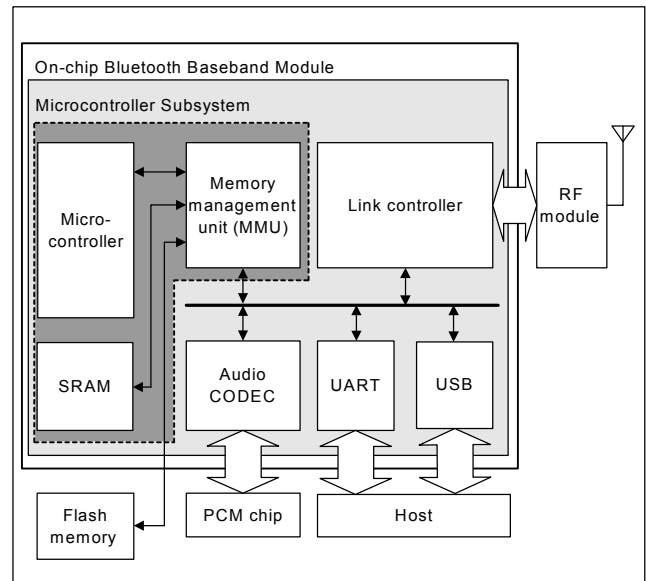 On-chip Bluetooth Baseband Module
Microcontroller Subsystem
Micro-
controller
Memory
management
unit (MMU)
Link controller
RF
module
SRAM
Audio
CODEC
UART
USB
Flash
memory
PCM chip
Host